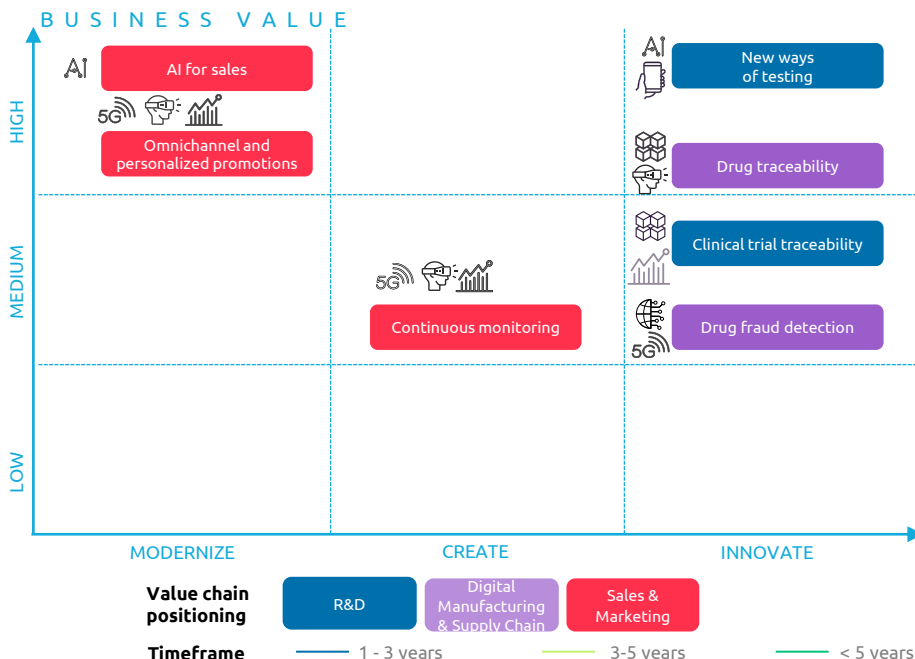 BUSINESS VALUE
HIGH
MEDIUM
LOW
AI
AI for sales
5G
Omnichannel and
personalized promotions
AI
New ways
of testing
Drug traceability
Clinical trial traceability
5G
Continuous monitoring
Drug fraud detection
5G
MODERNIZE
CREATE
INNOVATE
Value chain
positioning
R&D
Digital
Manufacturing
& Supply Chain
Sales &
Marketing
Timeframe
1 - 3 years
3-5 years
< 5 years